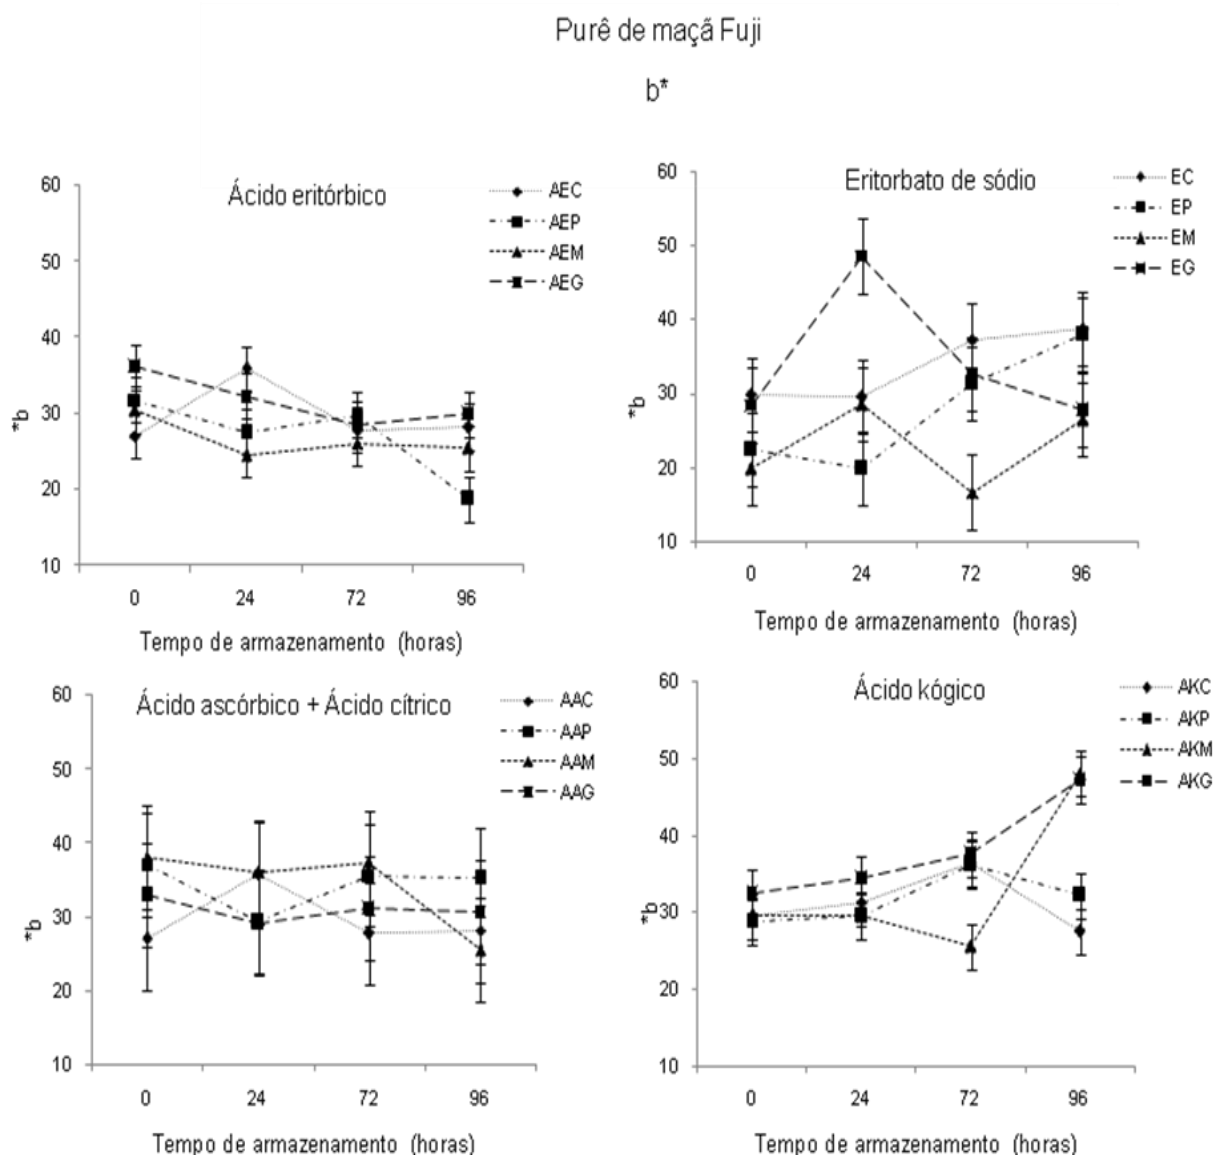 Purê de maçã Fuji
b*
Ácido eritórbico
AEC
AEP
AEM
AEG
60
50
40
30
20
10
*b
0 24 72 96
Tempo de armazenamento (horas)
Eritorbato de sódio
EC
EP
EM
EG
60
50
40
30
20
10
*b
0 24 72 96
Tempo de armazenamento (horas)
Ácido ascórbico + Ácido cítrico
AAC
AAP
AAM
AAG
60
50
40
30
20
10
*b
0 24 72 96
Tempo de armazenamento (horas)
Ácido kógico
AKC
AKP
AKM
AKG
60
50
40
30
20
10
*b
0 24 72 96
Tempo de armazenamento (horas)